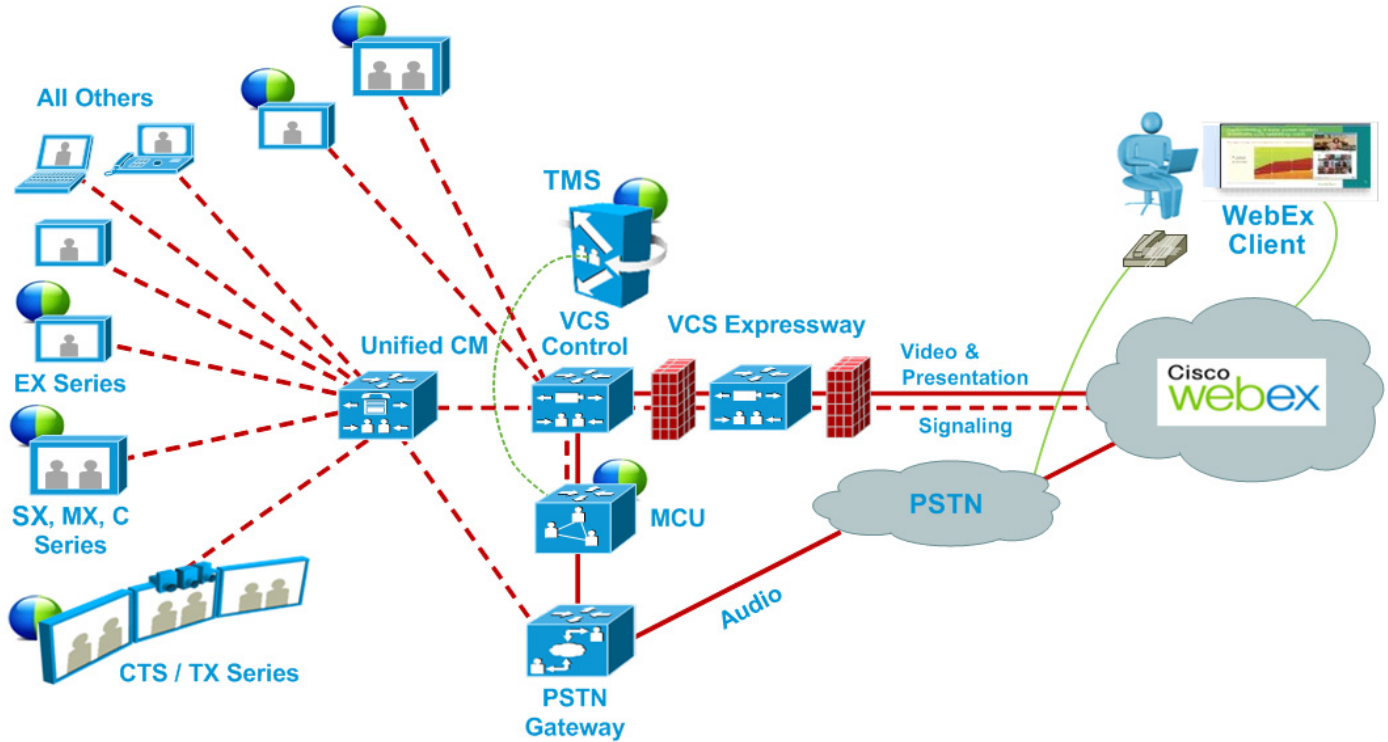 All Others
TMS
WebEx
Client
VCS
Control
VCS Expressway
Unified CM
Video &
Presentation
Cisco
webex
EX Series
Signaling
SX, MX, C
Series
MCU
PSTN
Audio
CTS / TX Series
PSTN
Gateway